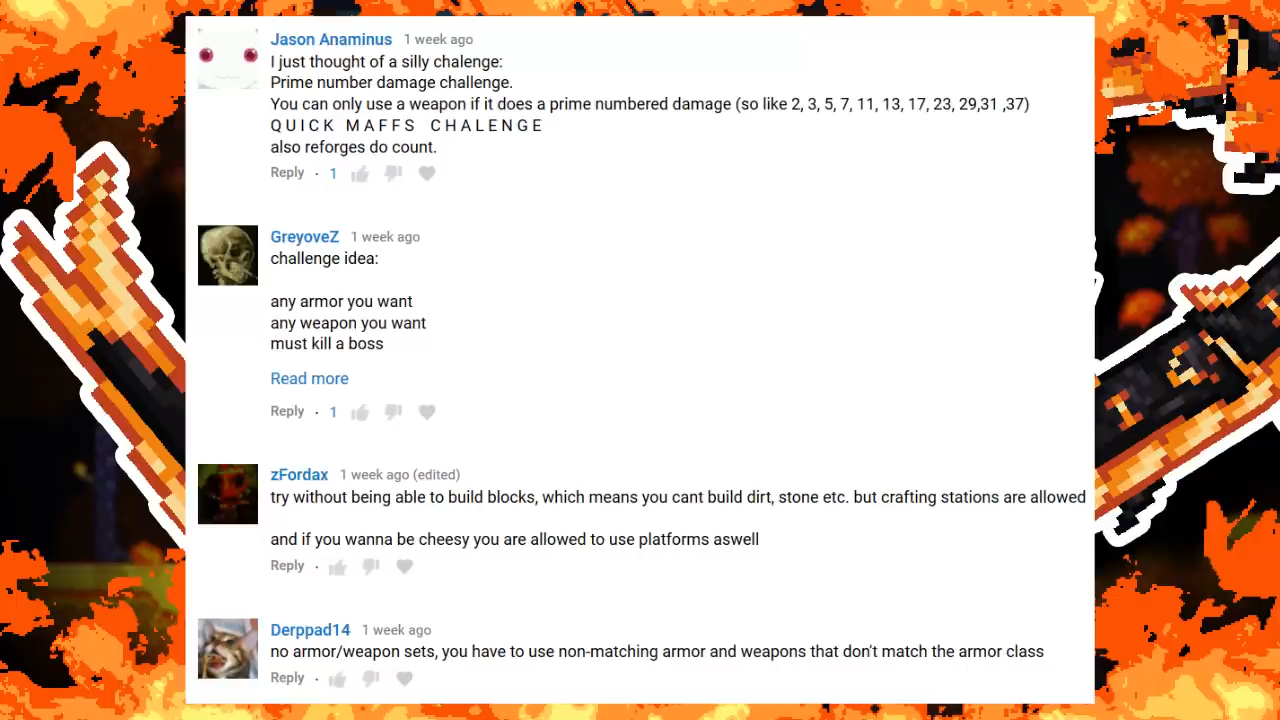 Jason Anaminus 1 week ago
I just thought of a silly chalenge:
Prime number damage challenge.
You can only use a weapon if it does a prime numbered damage (so like 2, 3, 5, 7, 11, 13, 17, 23, 29,31 ,37)
Q U I C K   M A F F S   C H A L E N G E
also reforges do count.
Reply · 1
GreyoveZ 1 week ago
challenge idea:
any armor you want
any weapon you want
must kill a boss
Read more
Reply · 1
zFordax 1 week ago (edited)
try without being able to build blocks, which means you cant build dirt, stone etc. but crafting stations are allowed
and if you wanna be cheesy you are allowed to use platforms aswell
Reply ·
Derppad14 1 week ago
no armor/weapon sets, you have to use non-matching armor and weapons that don't match the armor class
Reply ·